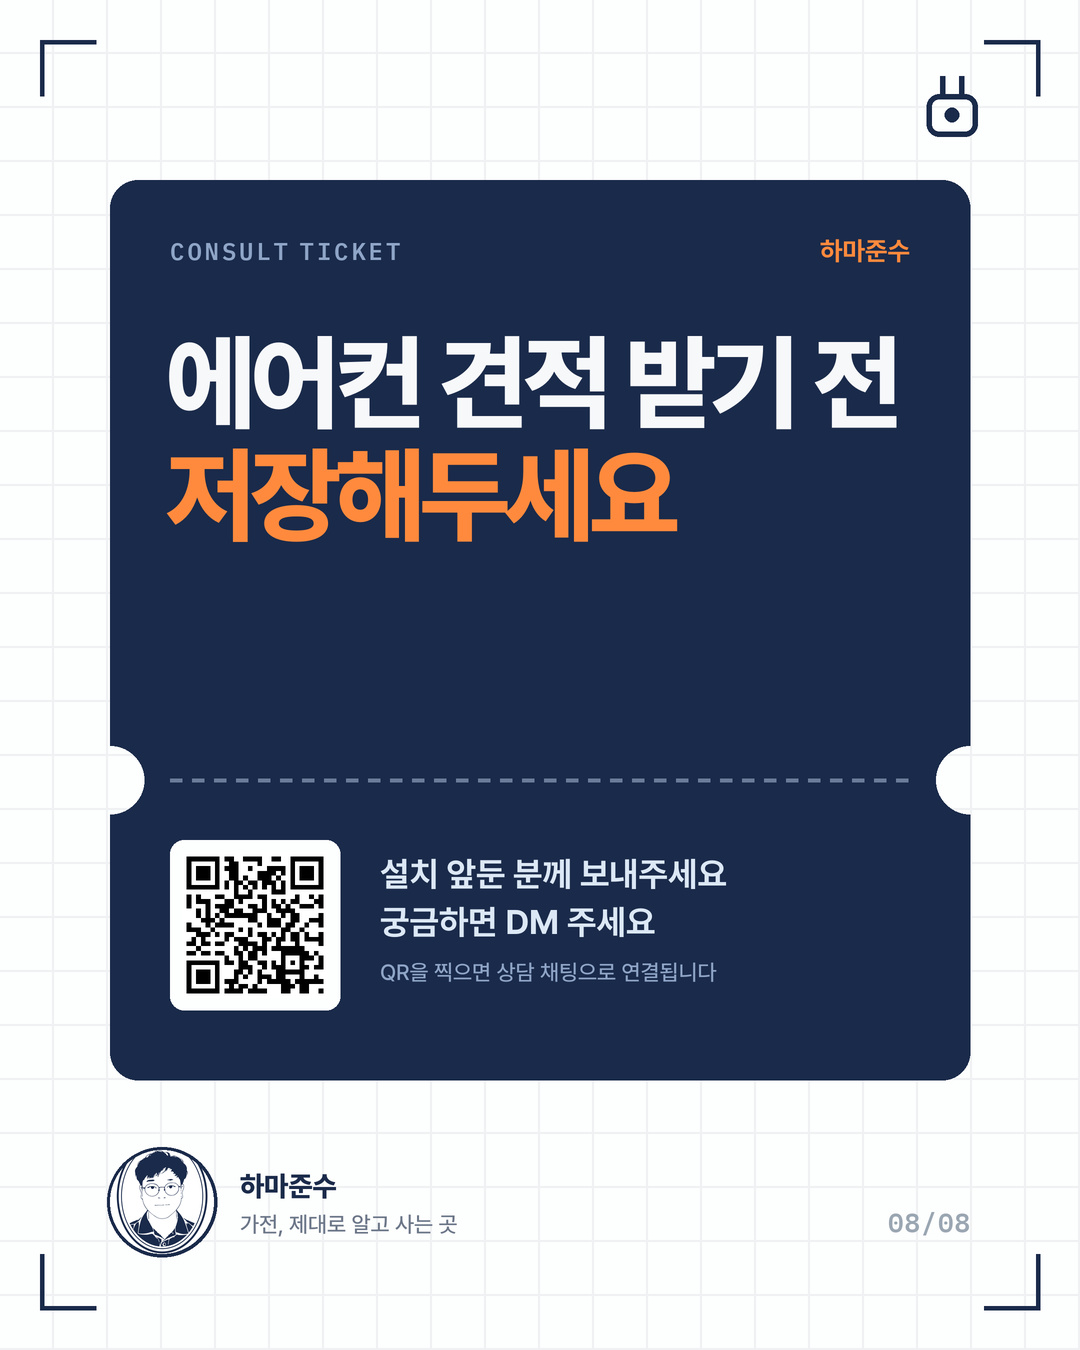 CONSULT TICKET
하마준수
에어컨 견적 받기 전
저장해두세요
설치 앞둔 분께 보내주세요
궁금하면 DM 주세요
QR을 찍으면 상담 채팅으로 연결됩니다
하마준수
가전, 제대로 알고 사는 곳
08/08